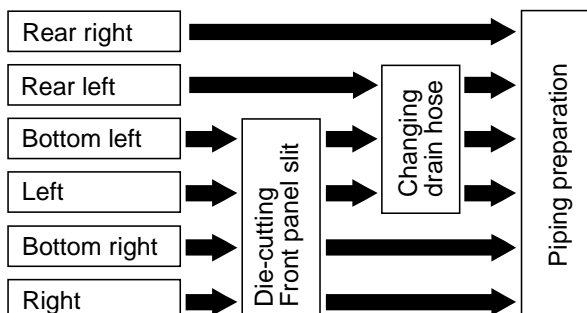 Rear right
Rear left
Bottom left
Left
Bottom right
Right
Die-cutting
Front panel slit
Changing
drain hose
Piping preparation